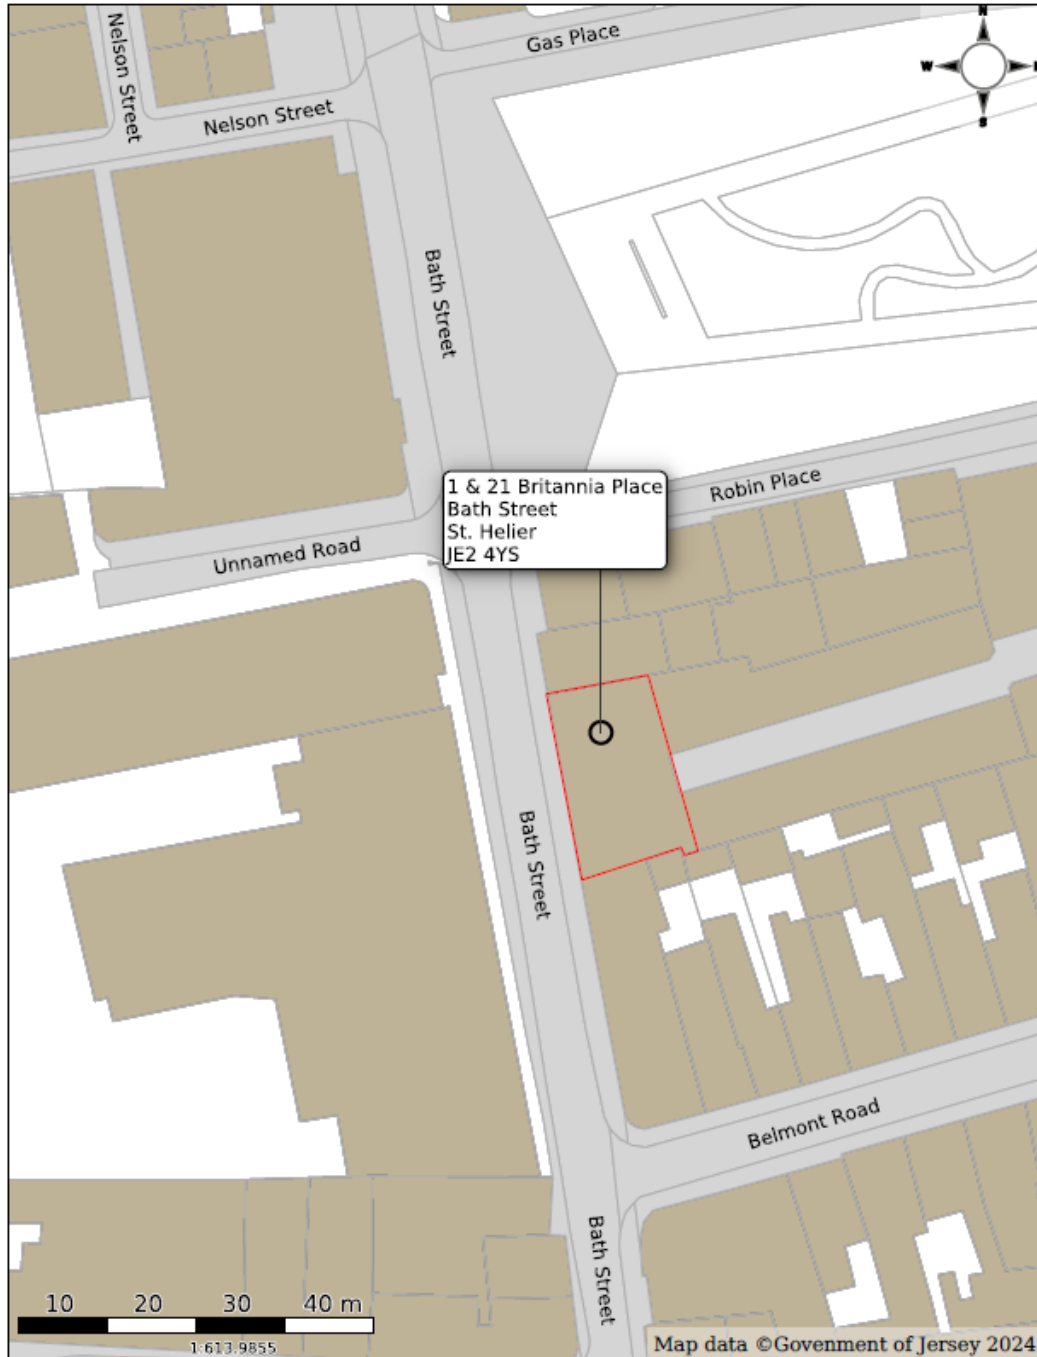 Nelson Street
Gas Place
N
W
S
Nelson Street
Bath Street
1 & 21 Britannia Place
Bath Street
St. Helier
JE2 4YS
Robin Place
Unnamed Road
Bath Street
Belmont Road
Bath Street
10 20 30 40 m
1:613.9855
Map data ©Govenment of Jersey 2024